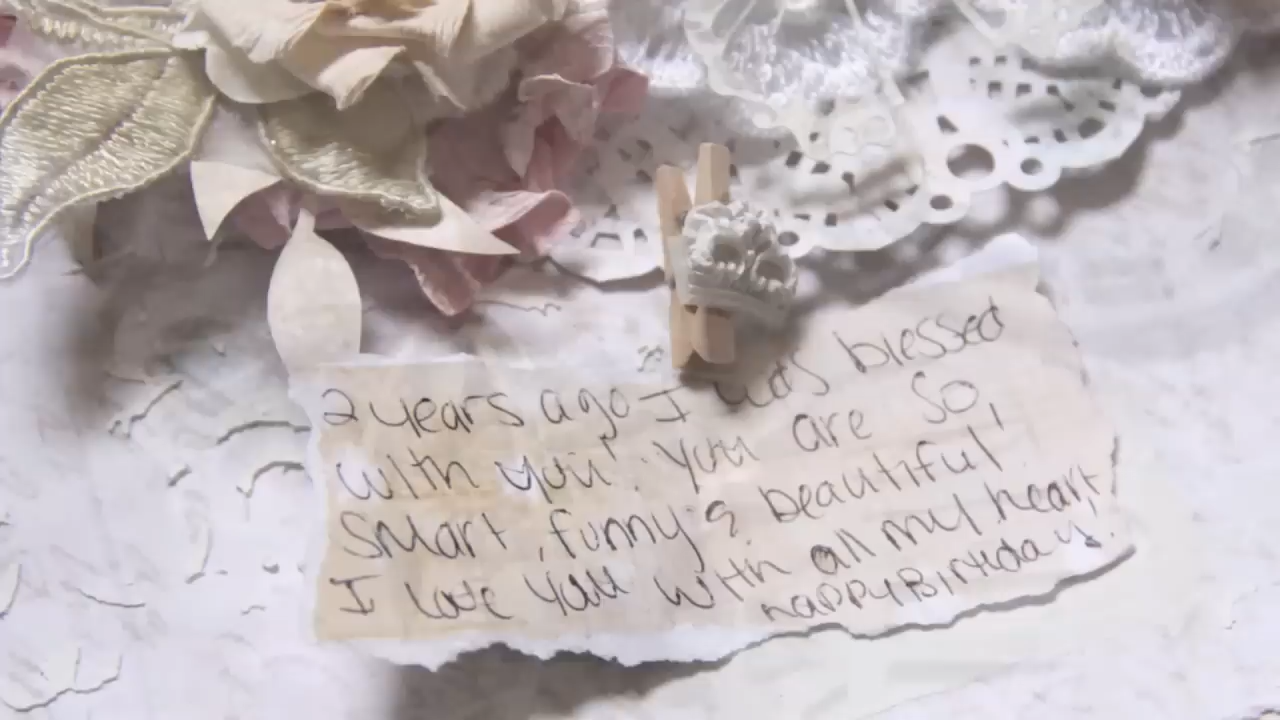 2 years ago I was blessed
with you! You are so
smart, funny & beautiful!
I love you with all my heart,
Happy Birthday.